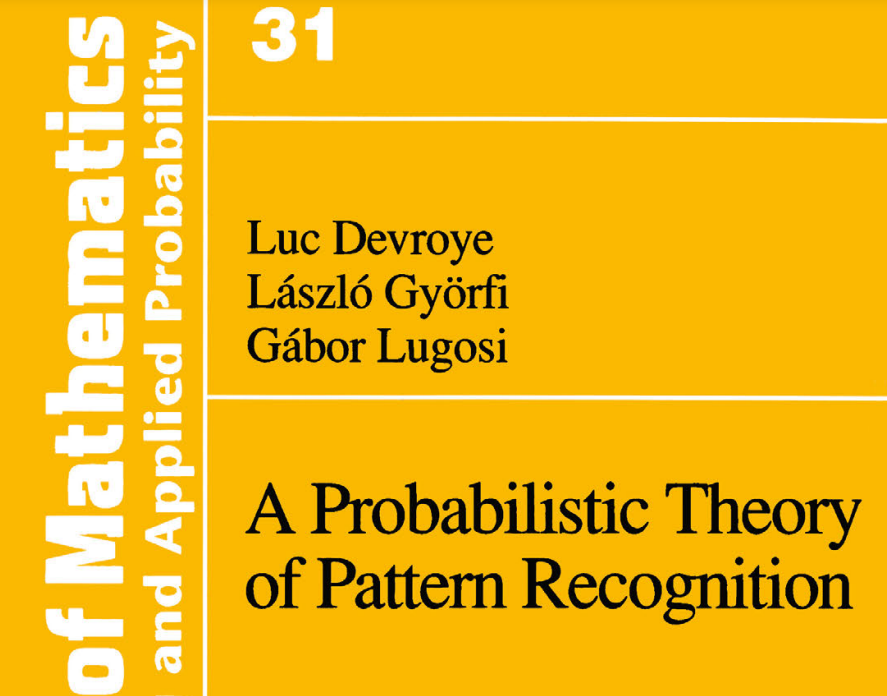 31
of Mathematics
and Applied Probability
Luc Devroye
László Györfi
Gábor Lugosi
A Probabilistic Theory
of Pattern Recognition